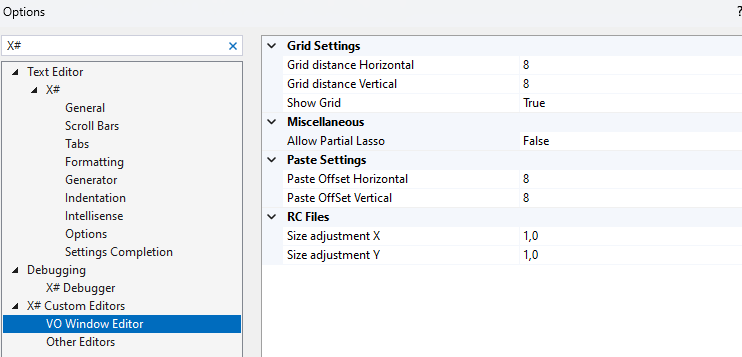 Options
?
X#
Text Editor
X#
General
Scroll Bars
Tabs
Formatting
Generator
Indentation
Intellisense
Options
Settings Completion
Debugging
X# Debugger
X# Custom Editors
VO Window Editor
Other Editors
Grid Settings
Grid distance Horizontal 8
Grid distance Vertical 8
Show Grid True
Miscellaneous
Allow Partial Lasso False
Paste Settings
Paste Offset Horizontal 8
Paste OffSet Vertical 8
RC Files
Size adjustment X 1,0
Size adjustment Y 1,0